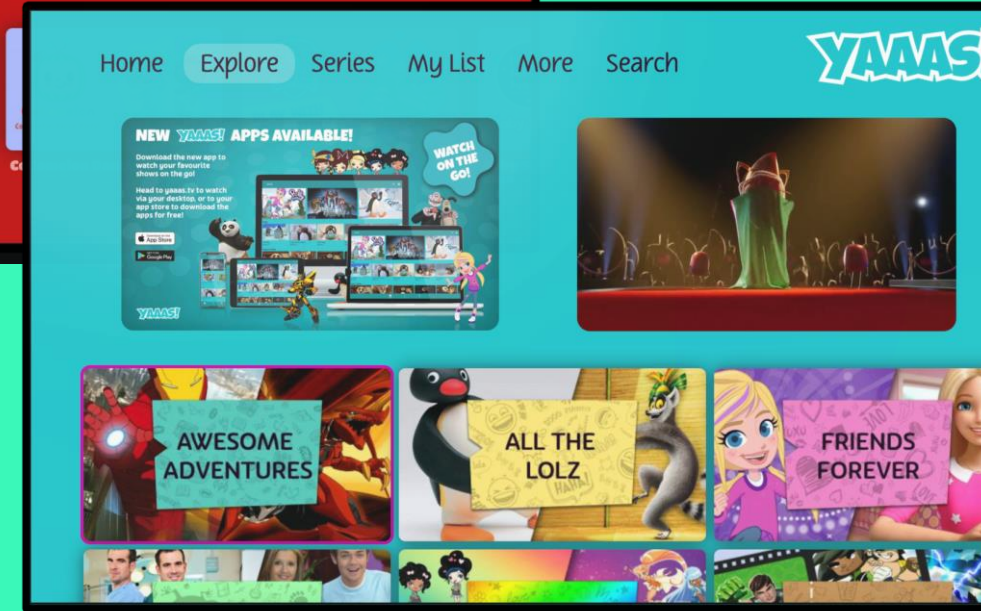 Home Explore Series My List More Search
YAAAS!
NEW YAAAS! APPS AVAILABLE!
WATCH
ON THE
GO!
Download the new app to
watch your favourite
shows on the go!
Head to yaaas.tv to watch
via your desktop, or to your
app store to download the
apps for free!
App Store
Google Play
YAAAS!
AWESOME
ADVENTURES
ALL THE
LOLZ
HAHA!
FRIENDS
FOREVER